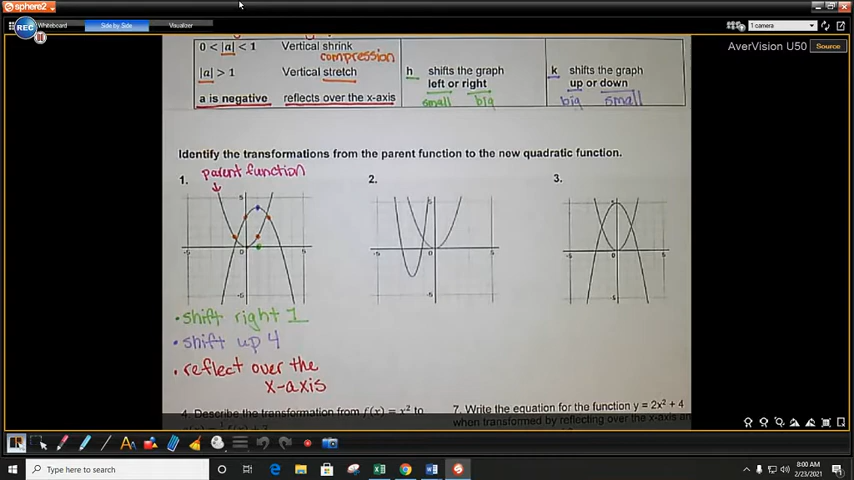 sphere2
REC
Whiteboard
Side by Side
Visualizer
1 camera
AverVision U50
Source
0 < |a| < 1 Vertical shrink
compression
|a| > 1 Vertical stretch
a is negative reflects over the x-axis
h shifts the graph
left or right
small big
k shifts the graph
up or down
big small
Identify the transformations from the parent function to the new quadratic function.
parent function
1.
2.
3.
5
0
5
-5
5
0
5
-5
5
0
5
-5
• shift right 1
• shift up 4
• reflect over the
x-axis
4. Describe the transformation from f(x) = x² to
7. Write the equation for the function y = 2x² + 4
when transformed by reflecting over the x-axis
Type here to search
8:00 AM
2/23/2021